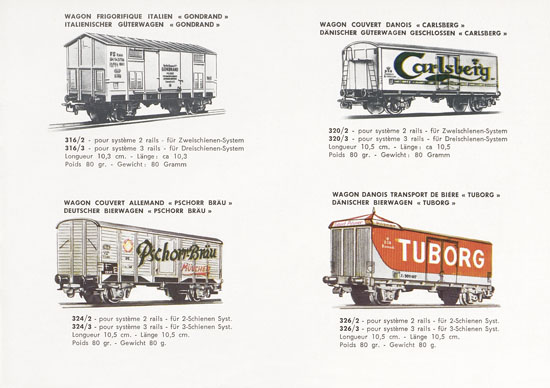 WAGON FRIGORIFIQUE ITALIEN « GONDRAND »
ITALIENISCHER GÜTERWAGEN « GONDRAND »
GONDRAND
316/2 - pour système 2 rails - für Zweischienen-System
316/3 - pour système 3 rails - für Dreischienen-System
Longueur 10,3 cm. - Länge : ca 10,3
Poids 80 gr. - Gewicht : 80 Gramm
WAGON COUVERT DANOIS « CARLSBERG »
DÄNISCHER GÜTERWAGEN GESCHLOSSEN « CARLSBERG »
Carlsberg
320/2 - pour système 2 rails - für Zweischienen-System
320/3 - pour système 3 rails - für Dreischienen-System
Longueur 10,5 cm. - Länge : ca 10,5
Poids 80 gr. - Gewicht : 80 Gramm
WAGON COUVERT ALLEMAND « PSCHORR BRÄU »
DEUTSCHER BIERWAGEN « PSCHORR BRÄU »
Pschorr-Bräu
MÜNCHEN
324/2 - pour système 2 rails - für 2-Schienen Syst.
324/3 - pour système 3 rails - für 3-Schienen Syst.
Longueur 10,5 cm. - Länge 10,5 cm.
Poids 80 gr. - Gewicht 80 g.
WAGON DANOIS TRANSPORT DE BIÈRE « TUBORG »
DÄNISCHER BIERWAGEN « TUBORG »
TUBORG
326/2 - pour système 2 rails - für 2-Schienen Syst.
326/3 - pour système 3 rails - für 3-Schienen Syst.
Longueur 10,5 cm. - Länge 10,5 cm.
Poids 80 gr. - Gewicht 80 g.